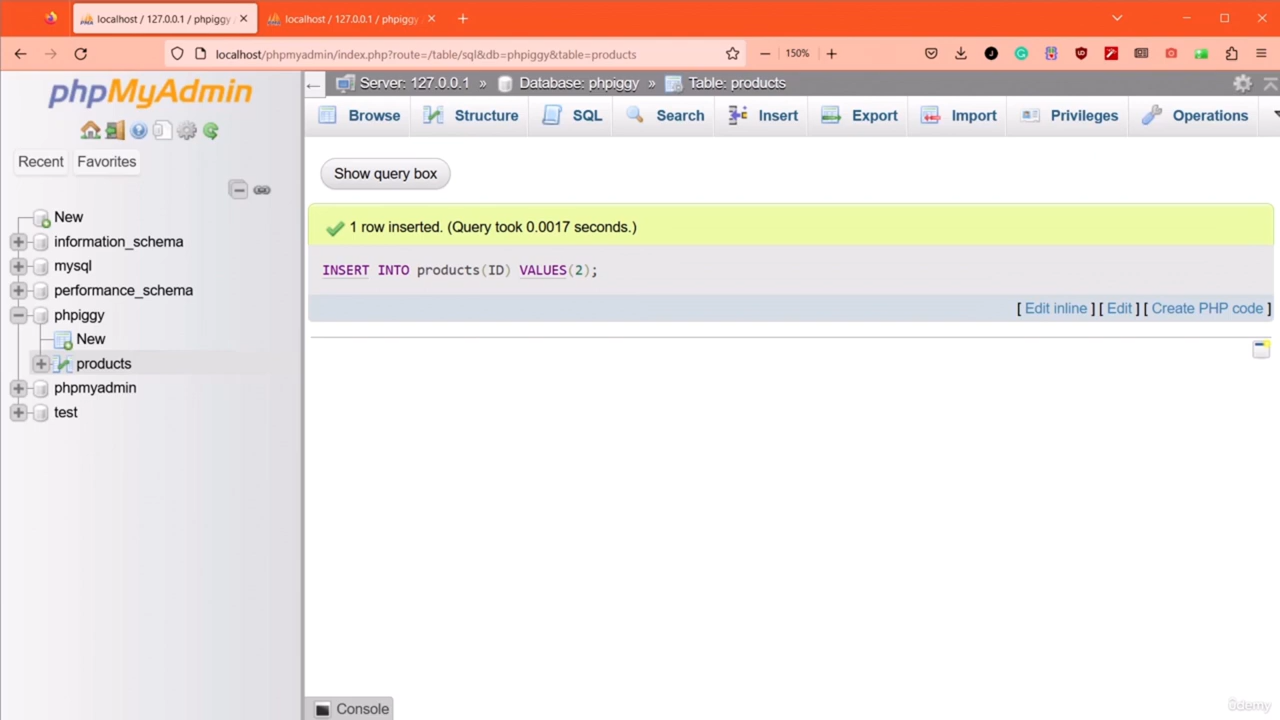 localhost / 127.0.0.1 / phpiggy
localhost / 127.0.0.1 / phpiggy
localhost/phpmyadmin/index.php?route=/table/sql&db=phpiggy&table=products
150%
phpMyAdmin
Recent
Favorites
New
information_schema
mysql
performance_schema
phpiggy
New
products
phpmyadmin
test
Server: 127.0.0.1 » Database: phpiggy » Table: products
Browse
Structure
SQL
Search
Insert
Export
Import
Privileges
Operations
Show query box
1 row inserted. (Query took 0.0017 seconds.)
INSERT INTO products(ID) VALUES(2);
[ Edit inline ] [ Edit ] [ Create PHP code ]
Console
ûdemy